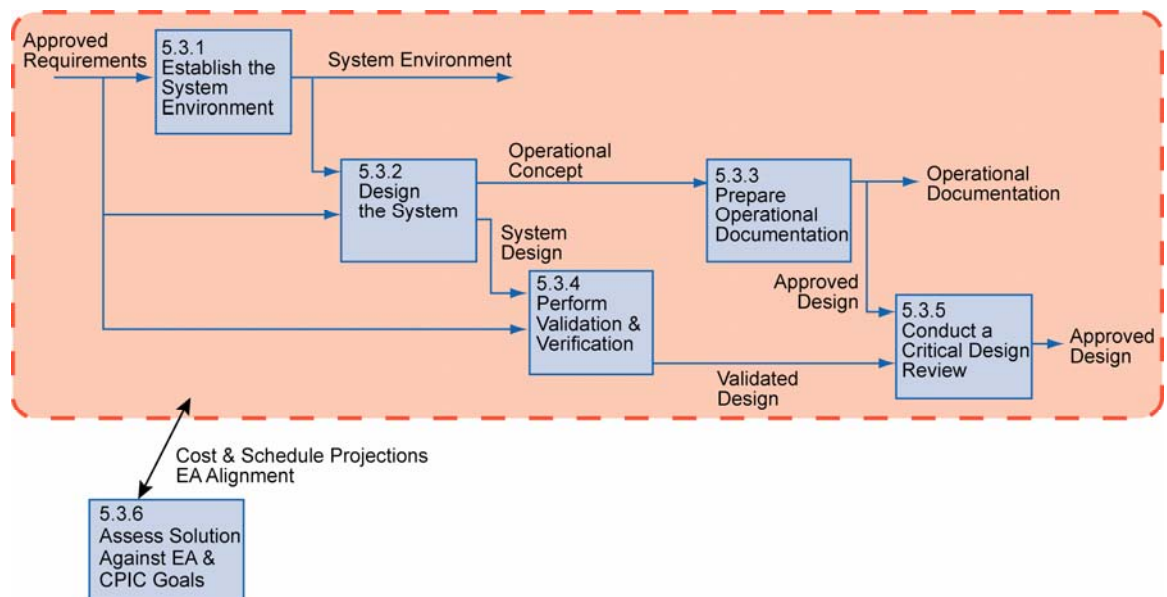 Approved
Requirements
5.3.1
Establish the
System
Environment
System Environment
5.3.2
Design
the System
Operational
Concept
5.3.3
Prepare
Operational
Documentation
Operational
Documentation
System
Design
5.3.4
Perform
Validation &
Verification
Approved
Design
5.3.5
Conduct a
Critical Design
Review
Approved
Design
Validated
Design
Cost & Schedule Projections
EA Alignment
5.3.6
Assess Solution
Against EA &
CPIC Goals